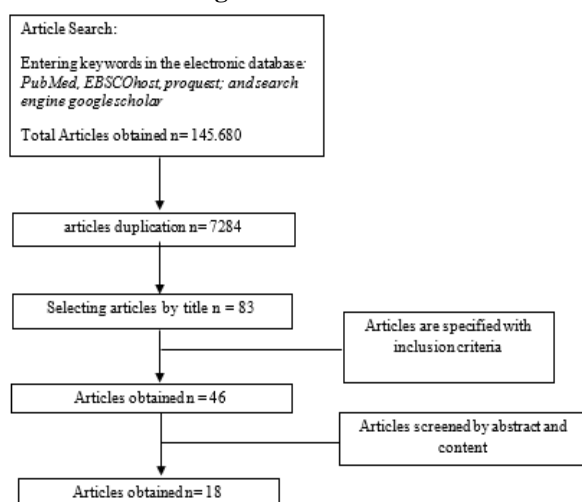 Article Search:
Entering keywords in the electronic database:
PubMed, EBSCOhost, proquest; and search
engine google scholar
Total Articles obtained n= 145.680
articles duplication n= 7284
Selecting articles by title n = 83
Articles are specified with
inclusion criteria
Articles obtained n = 46
Articles screened by abstract and
content
Articles obtained n= 18